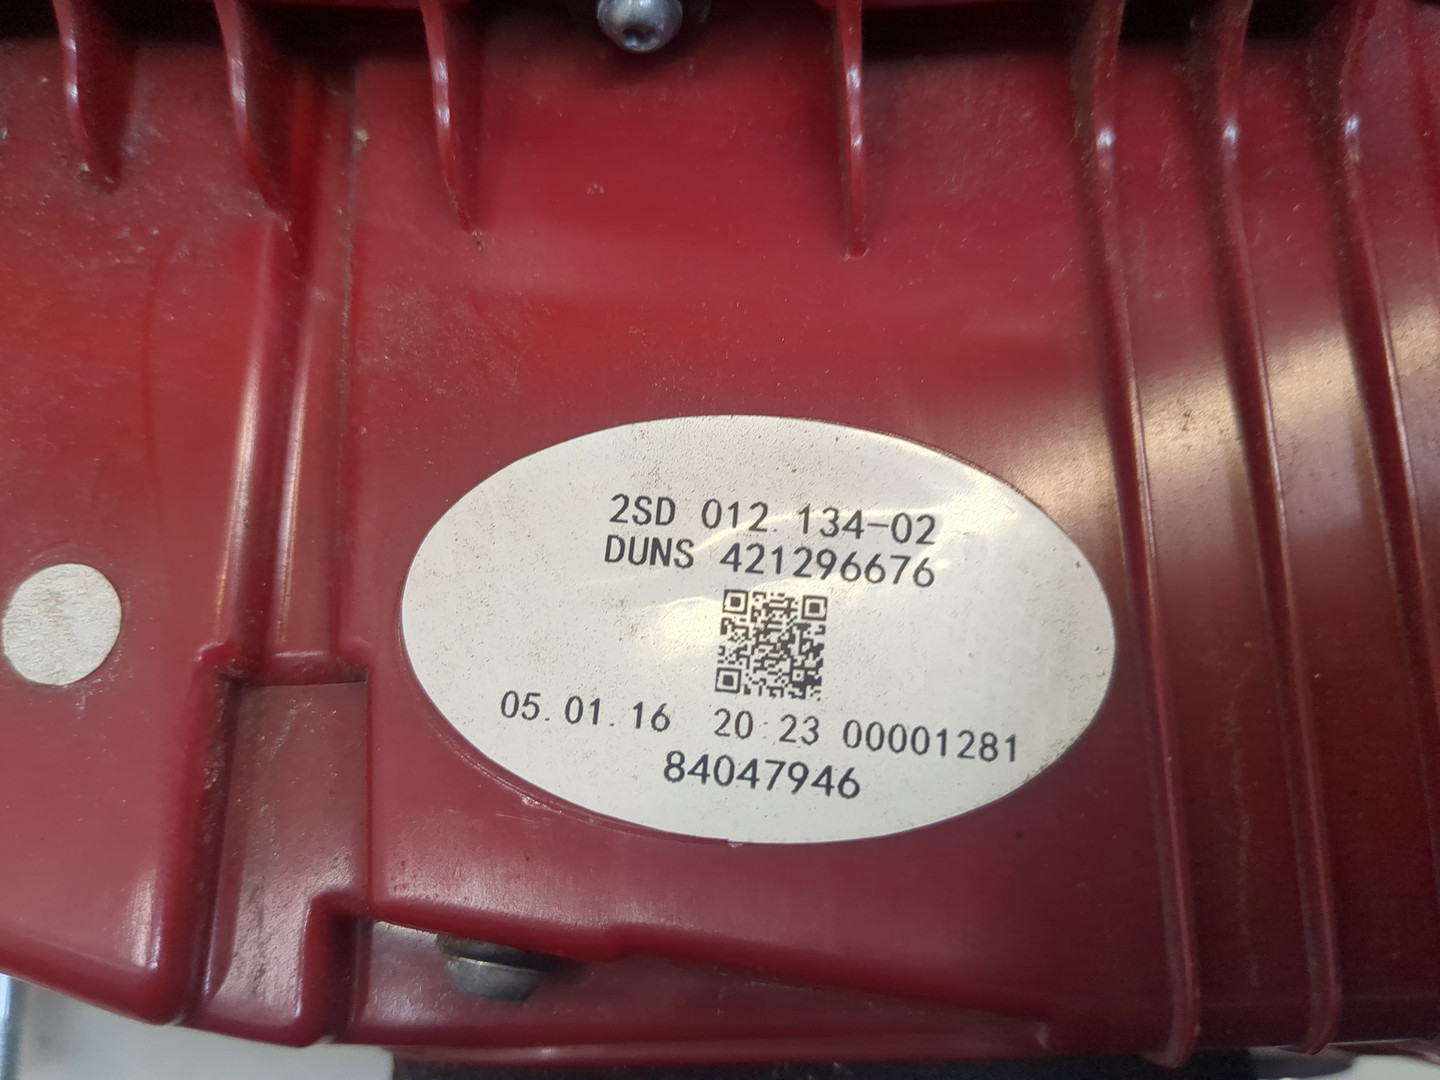 2SD 012 134-02
DUNS 421296676
05.01.16 20:23 00001281
84047946